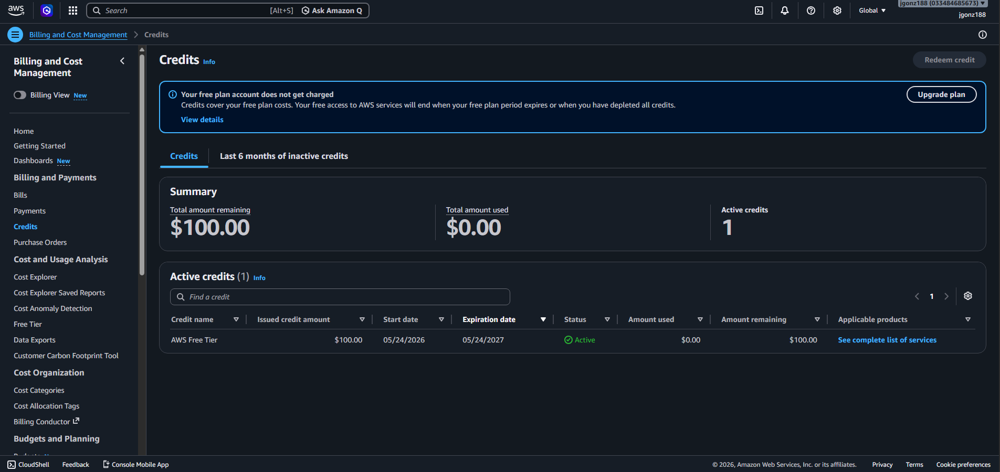 aws
Search [Alt+S] Ask Amazon Q
Global
jgonz188 (033484685673)
jgonz188
Billing and Cost Management > Credits
Billing and Cost Management
Billing View New
Home
Getting Started
Dashboards New
Billing and Payments
Bills
Payments
Credits
Purchase Orders
Cost and Usage Analysis
Cost Explorer
Cost Explorer Saved Reports
Cost Anomaly Detection
Free Tier
Data Exports
Customer Carbon Footprint Tool
Cost Organization
Cost Categories
Cost Allocation Tags
Billing Conductor
Budgets and Planning
Credits Info
Redeem credit
Your free plan account does not get charged
Credits cover your free plan costs. Your free access to AWS services will end when your free plan period expires or when you have depleted all credits.
View details
Upgrade plan
Credits
Last 6 months of inactive credits
Summary
Total amount remaining
$100.00
Total amount used
$0.00
Active credits
1
Active credits (1) Info
Find a credit
1
Credit name Issued credit amount Start date Expiration date Status Amount used Amount remaining Applicable products
AWS Free Tier $100.00 05/24/2026 05/24/2027 Active $0.00 $100.00 See complete list of services
CloudShell Feedback Console Mobile App
© 2026, Amazon Web Services, Inc. or its affiliates. Privacy Terms Cookie preferences